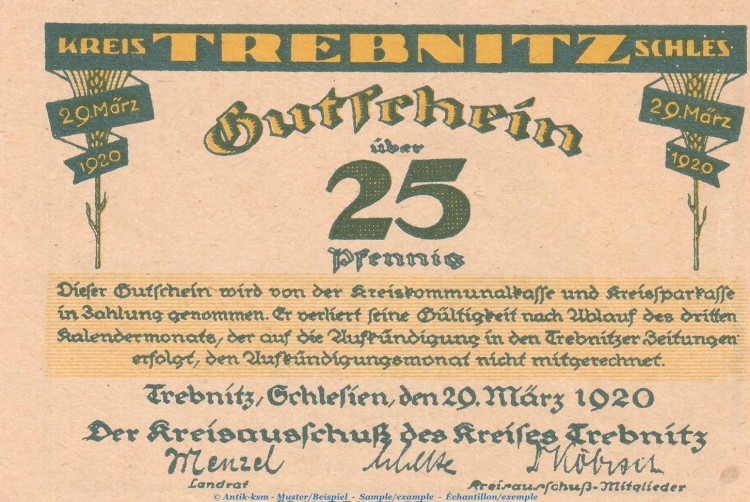 KREIS TREBNITZ SCHLES.
29. März
1920
29. März
1920
Gutschein
über
25
Pfennig
Dieser Gutschein wird von der Kreiskommunalkasse und Kreissparkasse
in Zahlung genommen. Er verliert seine Gültigkeit nach Ablauf des dritten
Kalendermonats, der auf die Aufkündigung in den Trebnitzer Zeitungen
erfolgt, den Aufkündigungsmonat nicht mitgerechnet.
Trebnitz, Schlesien, den 29. März 1920
Der Kreisausschuß des Kreises Trebnitz
Menzel
Landrat
Kreisausschuß-Mitglieder
© Antik-ksm - Muster/Beispiel - Sample/example - Échantillon/exemple